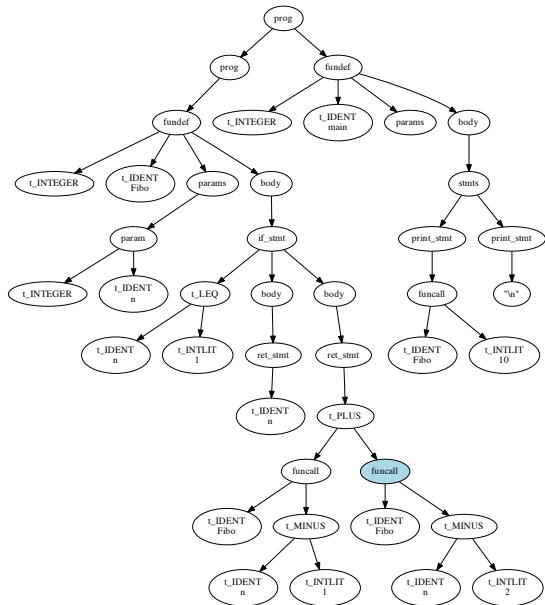 prog
prog
fundef
fundef
t_INTEGER
t_IDENT
main
params
body
t_INTEGER
t_IDENT
Fibo
params
body
stmts
param
if_stmt
print_stmt
print_stmt
t_INTEGER
t_IDENT
n
t_LEQ
body
body
funcall
"\n"
t_IDENT
n
t_INTLIT
1
ret_stmt
ret_stmt
t_IDENT
Fibo
t_INTLIT
10
t_IDENT
n
t_PLUS
funcall
funcall
t_IDENT
Fibo
t_MINUS
t_IDENT
Fibo
t_MINUS
t_IDENT
n
t_INTLIT
1
t_IDENT
n
t_INTLIT
2